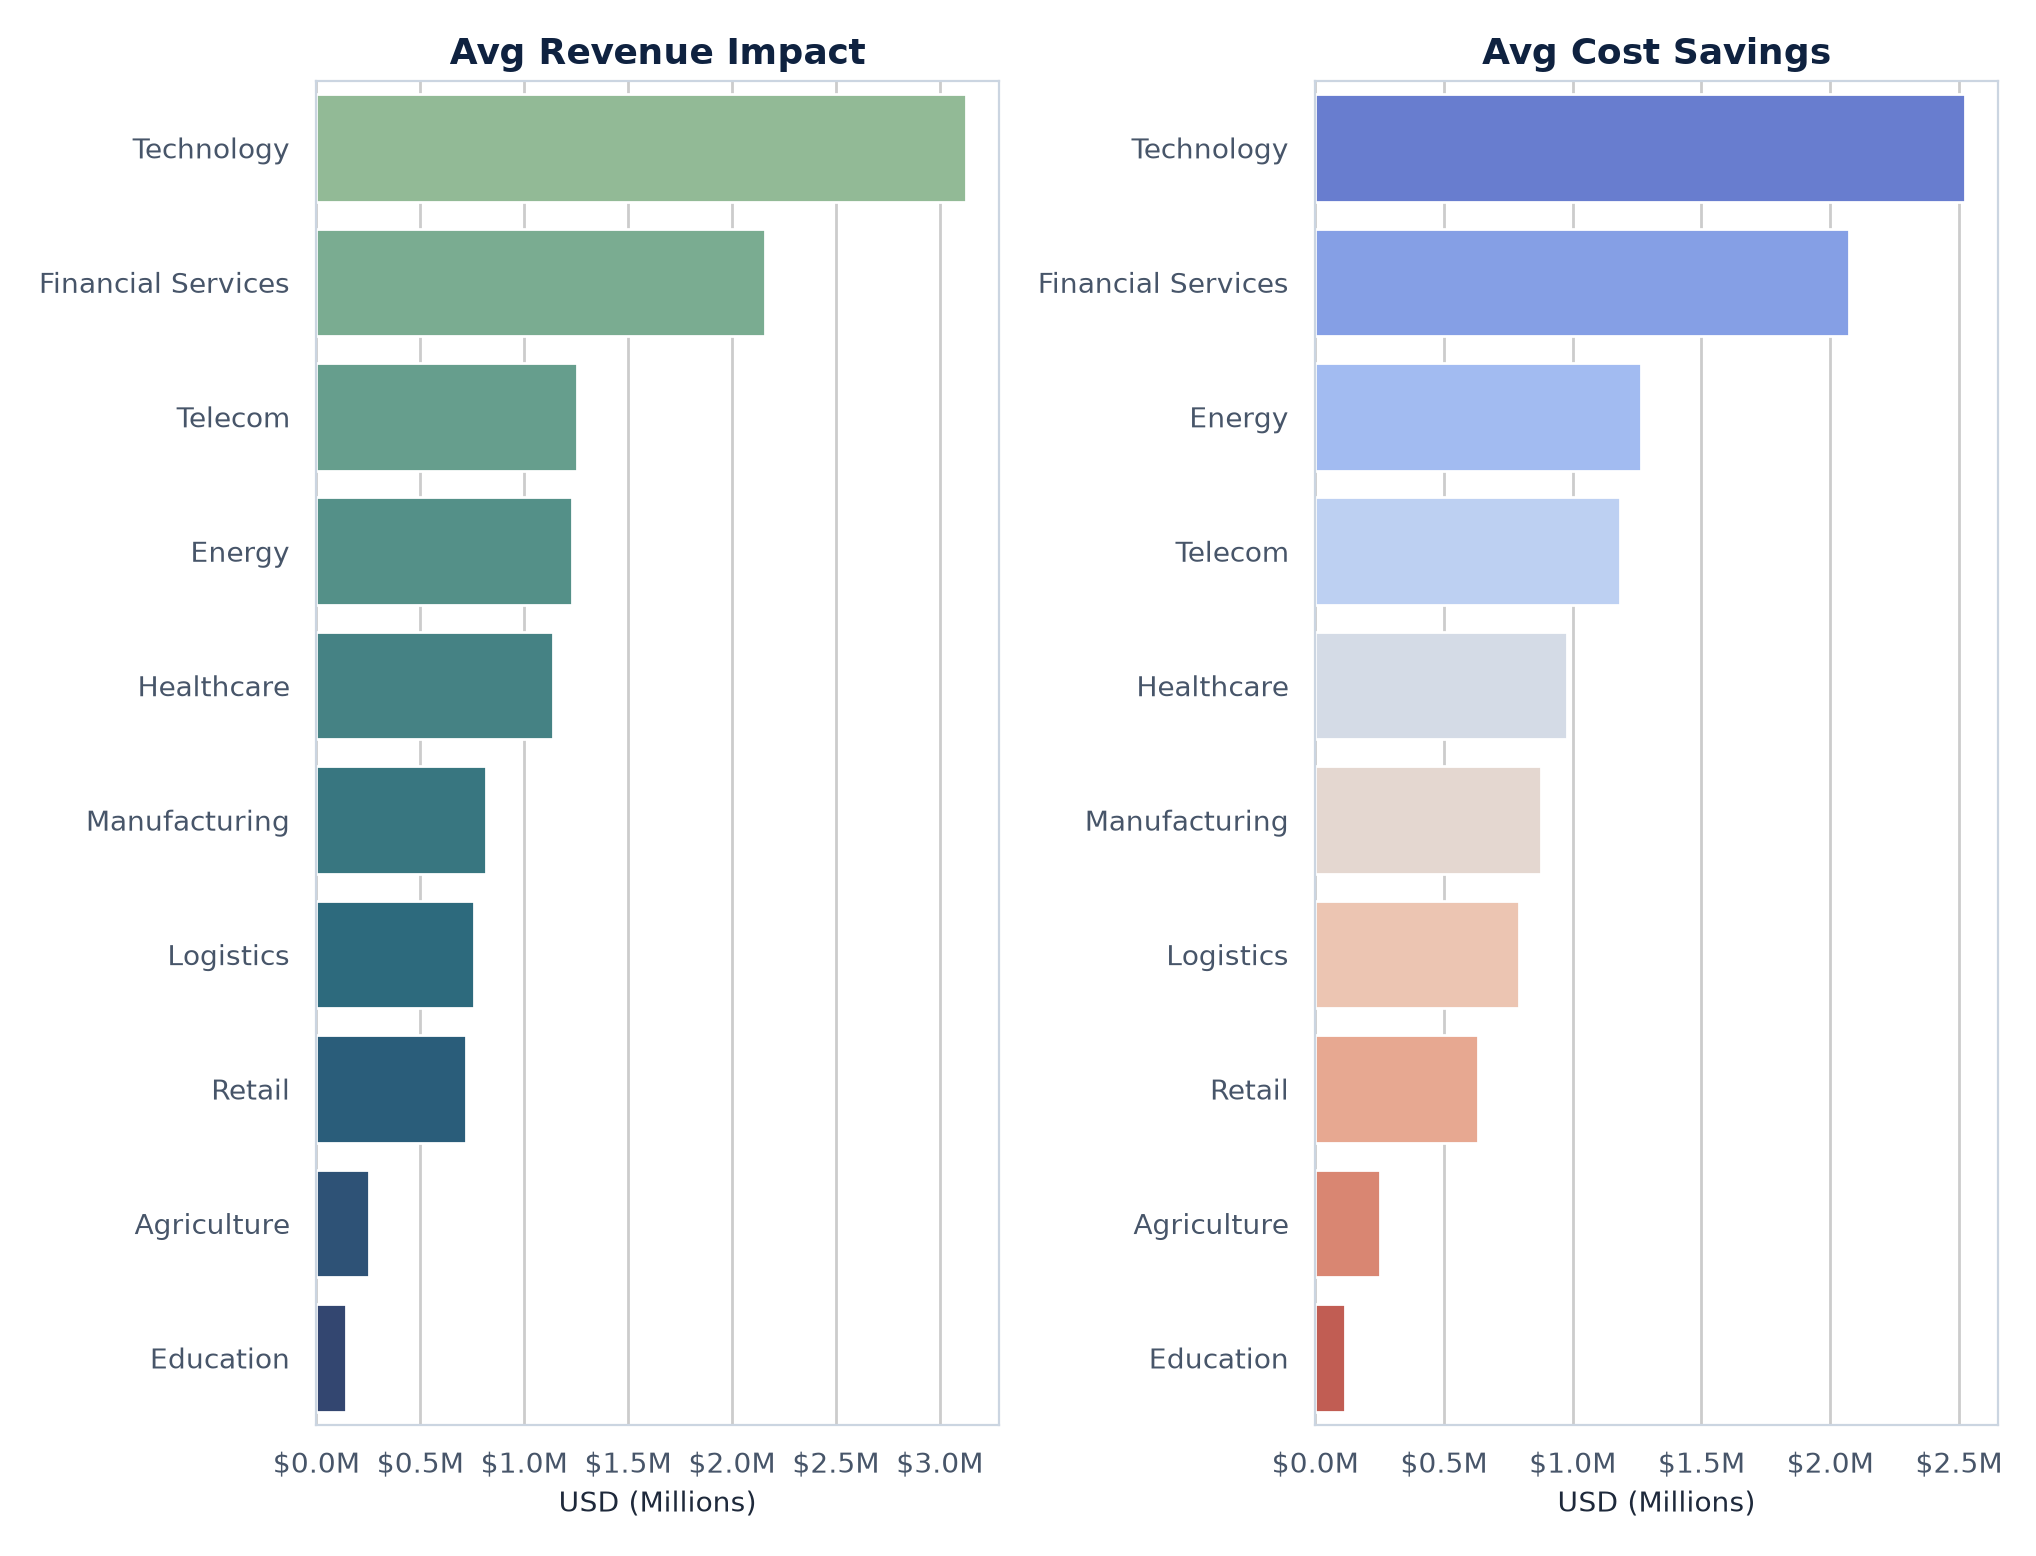 Avg Revenue Impact
Technology
Financial Services
Telecom
Energy
Healthcare
Manufacturing
Logistics
Retail
Agriculture
Education
$0.0M $0.5M $1.0M $1.5M $2.0M $2.5M $3.0M
USD (Millions)
Avg Cost Savings
Technology
Financial Services
Energy
Telecom
Healthcare
Manufacturing
Logistics
Retail
Agriculture
Education
$0.0M $0.5M $1.0M $1.5M $2.0M $2.5M
USD (Millions)